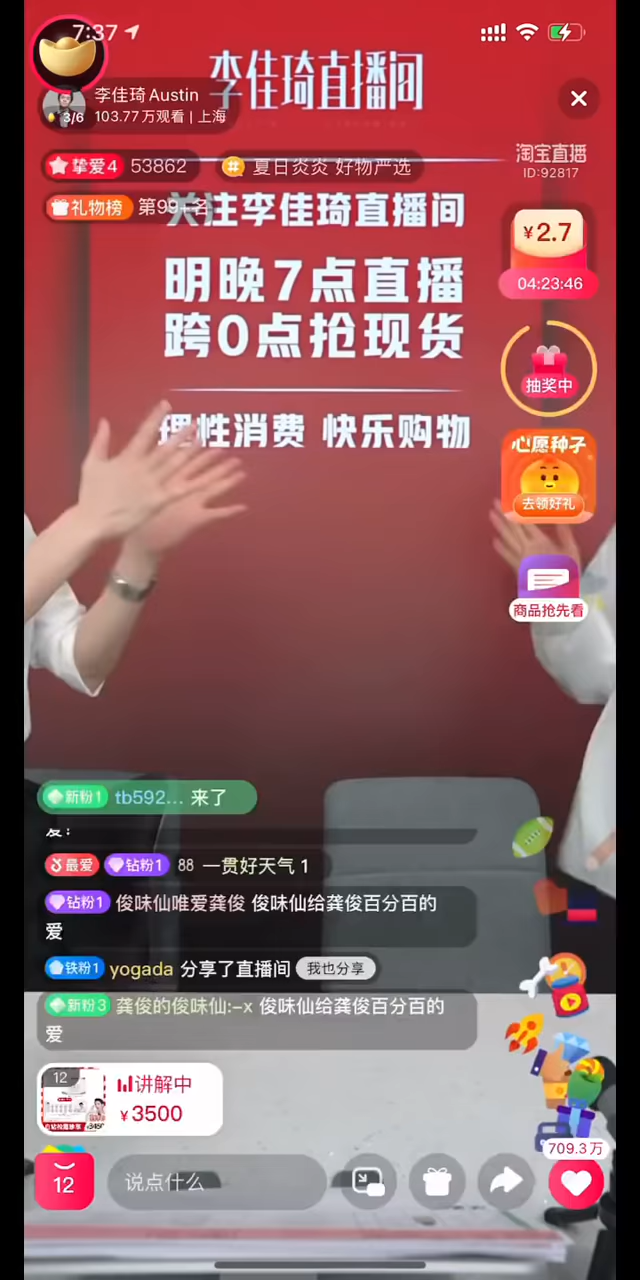 7:37
李佳琦直播间
李佳琦Austin
3/6
103.77万观看 | 上海
淘宝直播
ID:92817
挚爱4 53862
夏日炎炎 好物严选
礼物榜 第99+名
关注李佳琦直播间
¥2.7
04:23:46
明晚7点直播
跨0点抢现货
抽奖中
理性消费 快乐购物
心愿种子
去领好礼
商品抢先看
新粉1 tb592... 来了
爱!
最爱 钻粉1 88 一贯好天气 1
钻粉1 俊味仙唯爱龚俊 俊味仙给龚俊百分百的
爱
铁粉1 yogada 分享了直播间 我也分享
新粉3 龚俊的俊味仙:-x 俊味仙给龚俊百分百的
爱
12
讲解中
¥3500
709.3万
12
说点什么